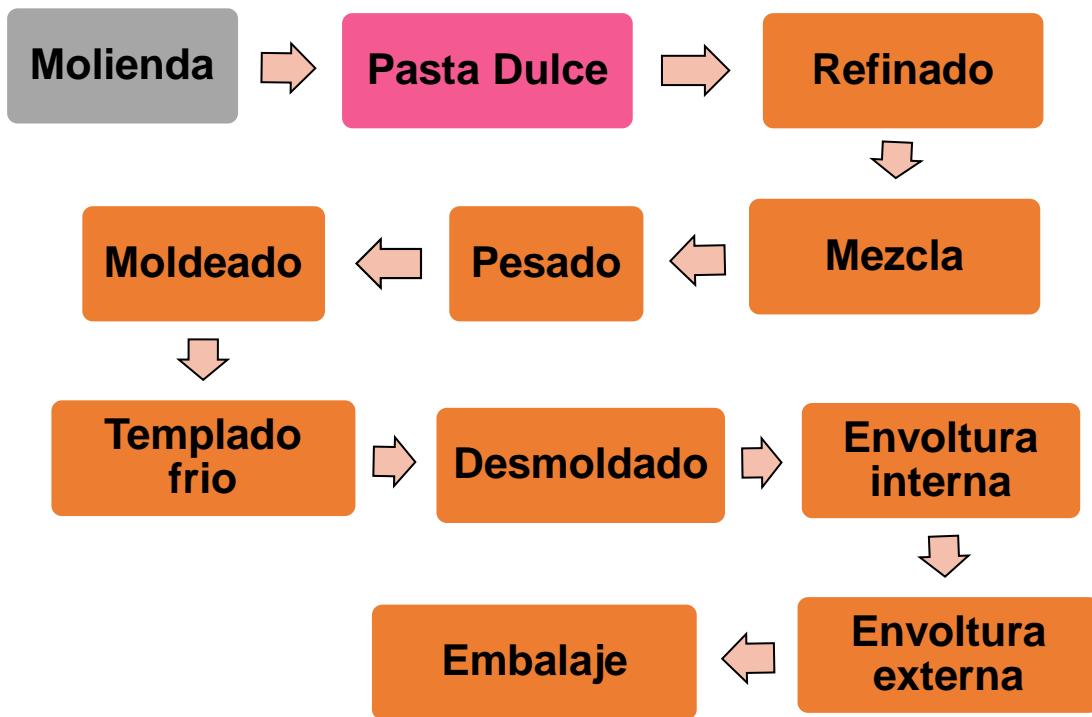 Molienda
Pasta Dulce
Refinado
Mezcla
Pesado
Moldeado
Templado
frio
Desmoldado
Envoltura
interna
Envoltura
externa
Embalaje